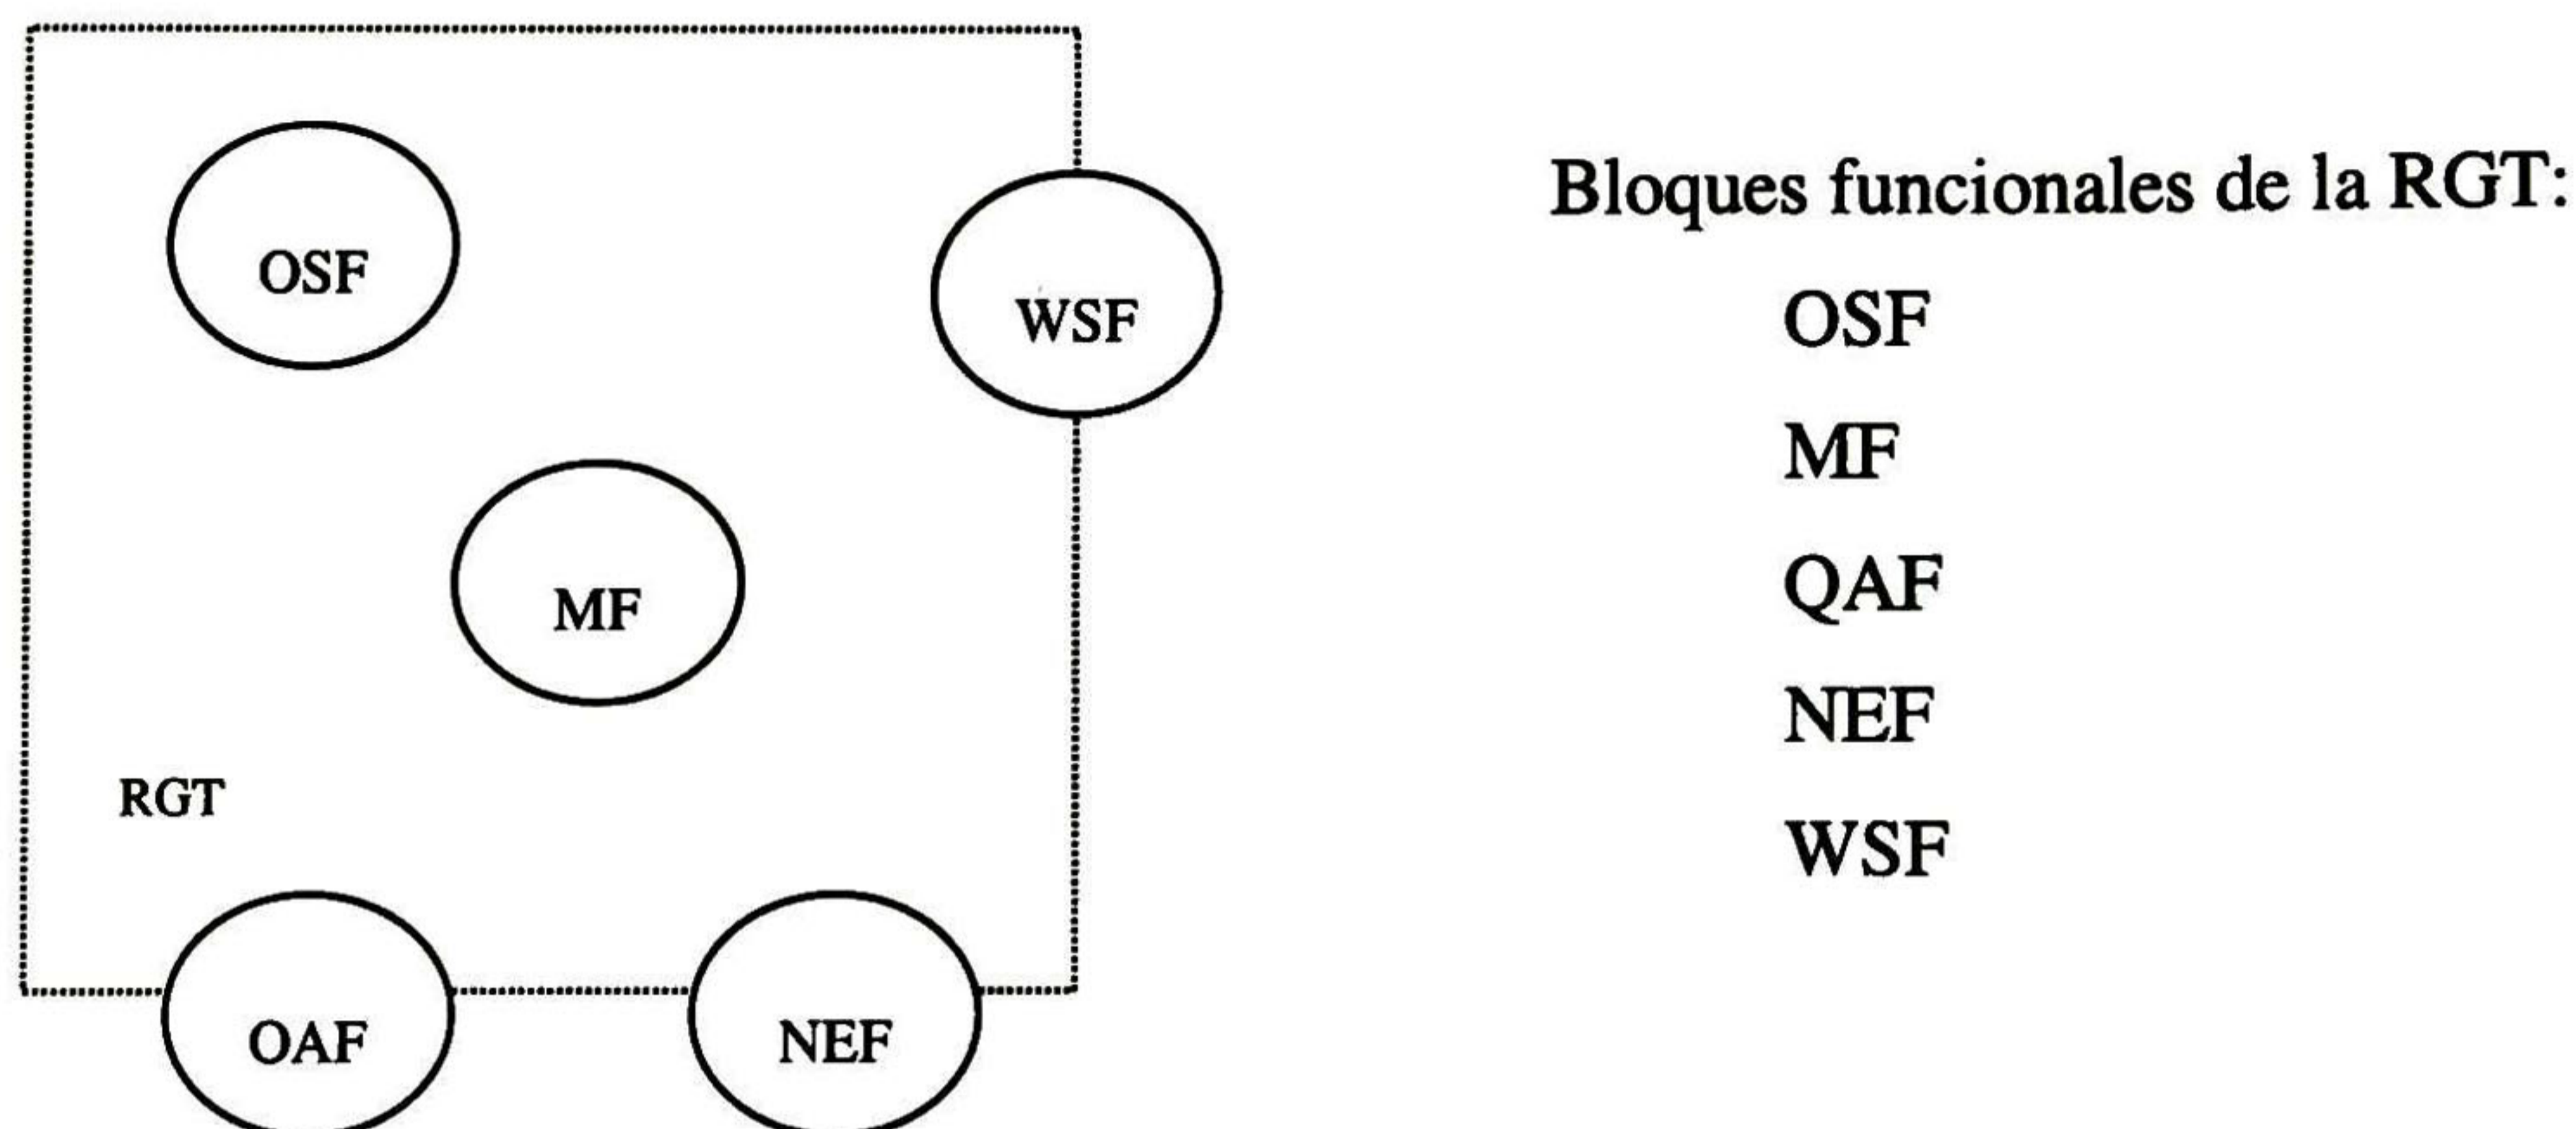 OSF
WSF
MF
RGT
OAF
NEF
Bloques funcionales de la RGT:
OSF
MF
QAF
NEF
WSF